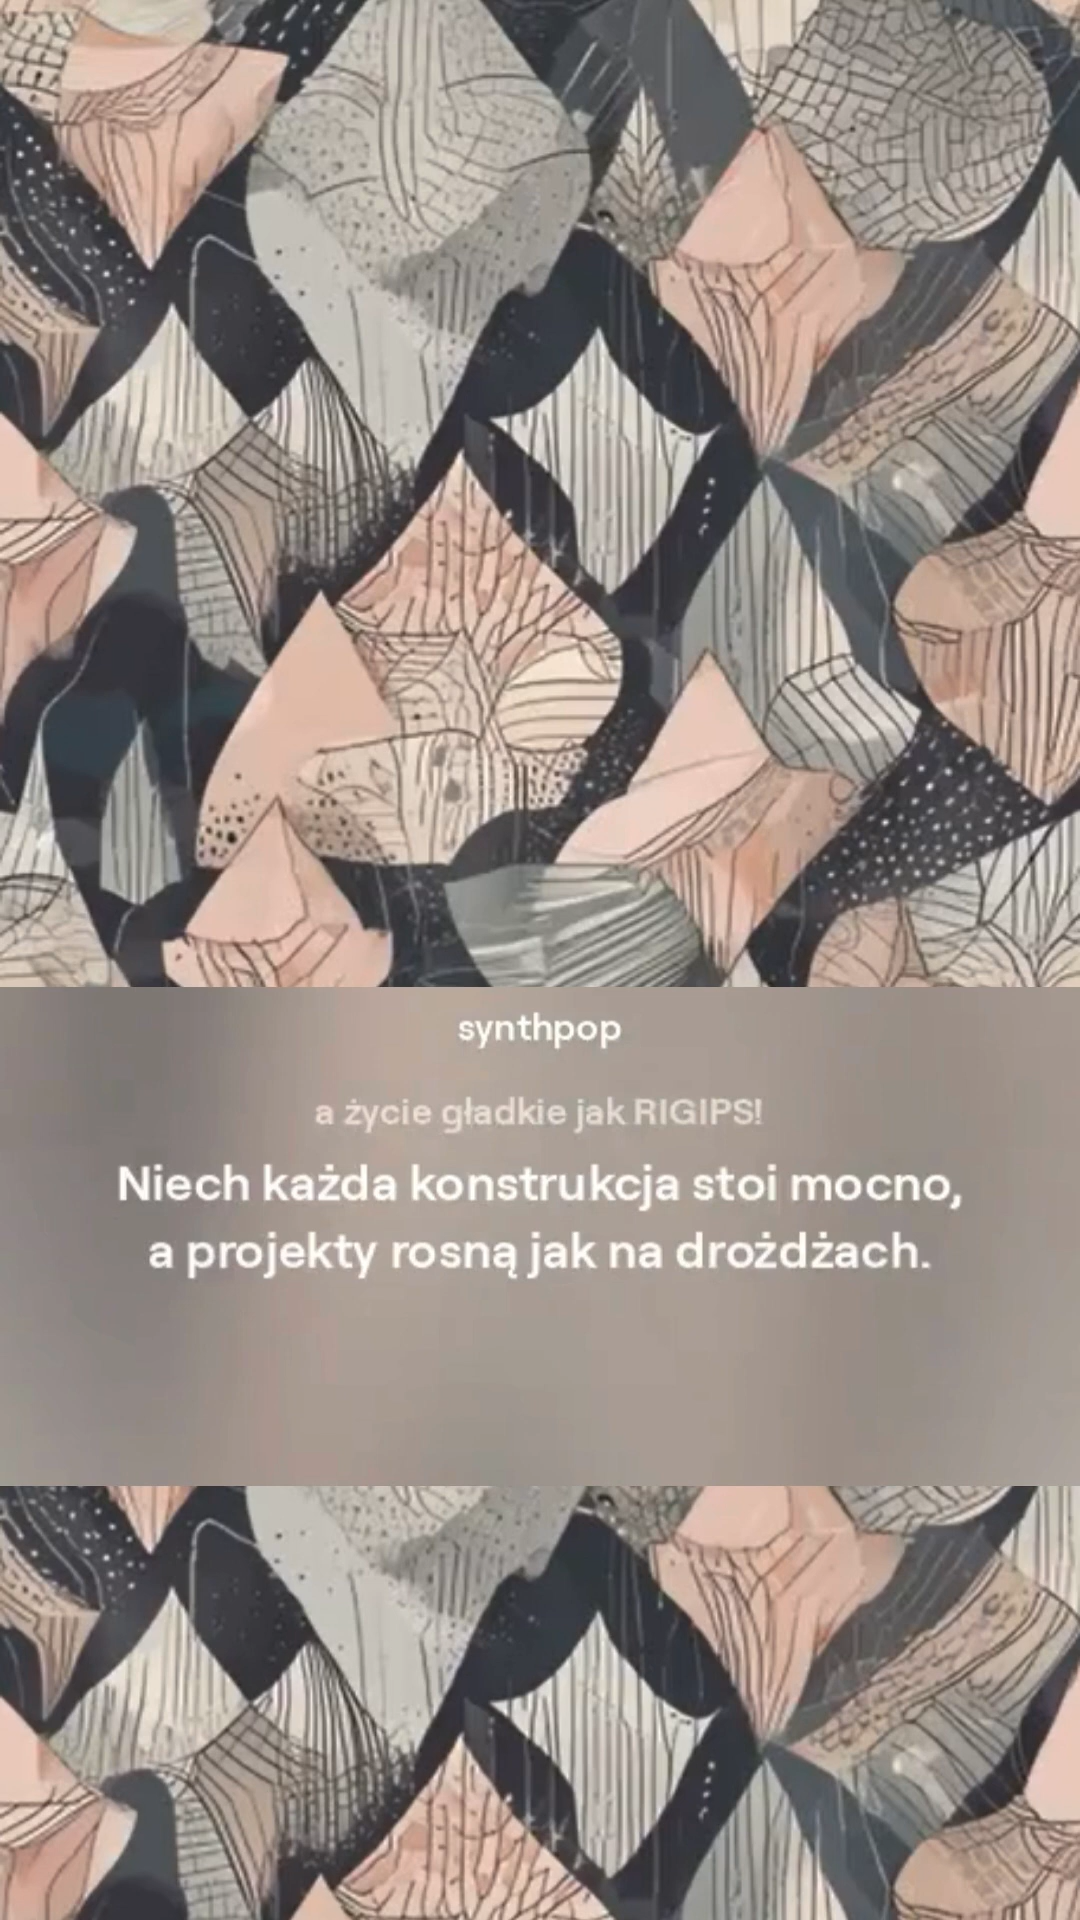 synthpop
a życie gładkie jak RIGIPS!
Niech każda konstrukcja stoi mocno,
a projekty rosną jak na drożdżach.